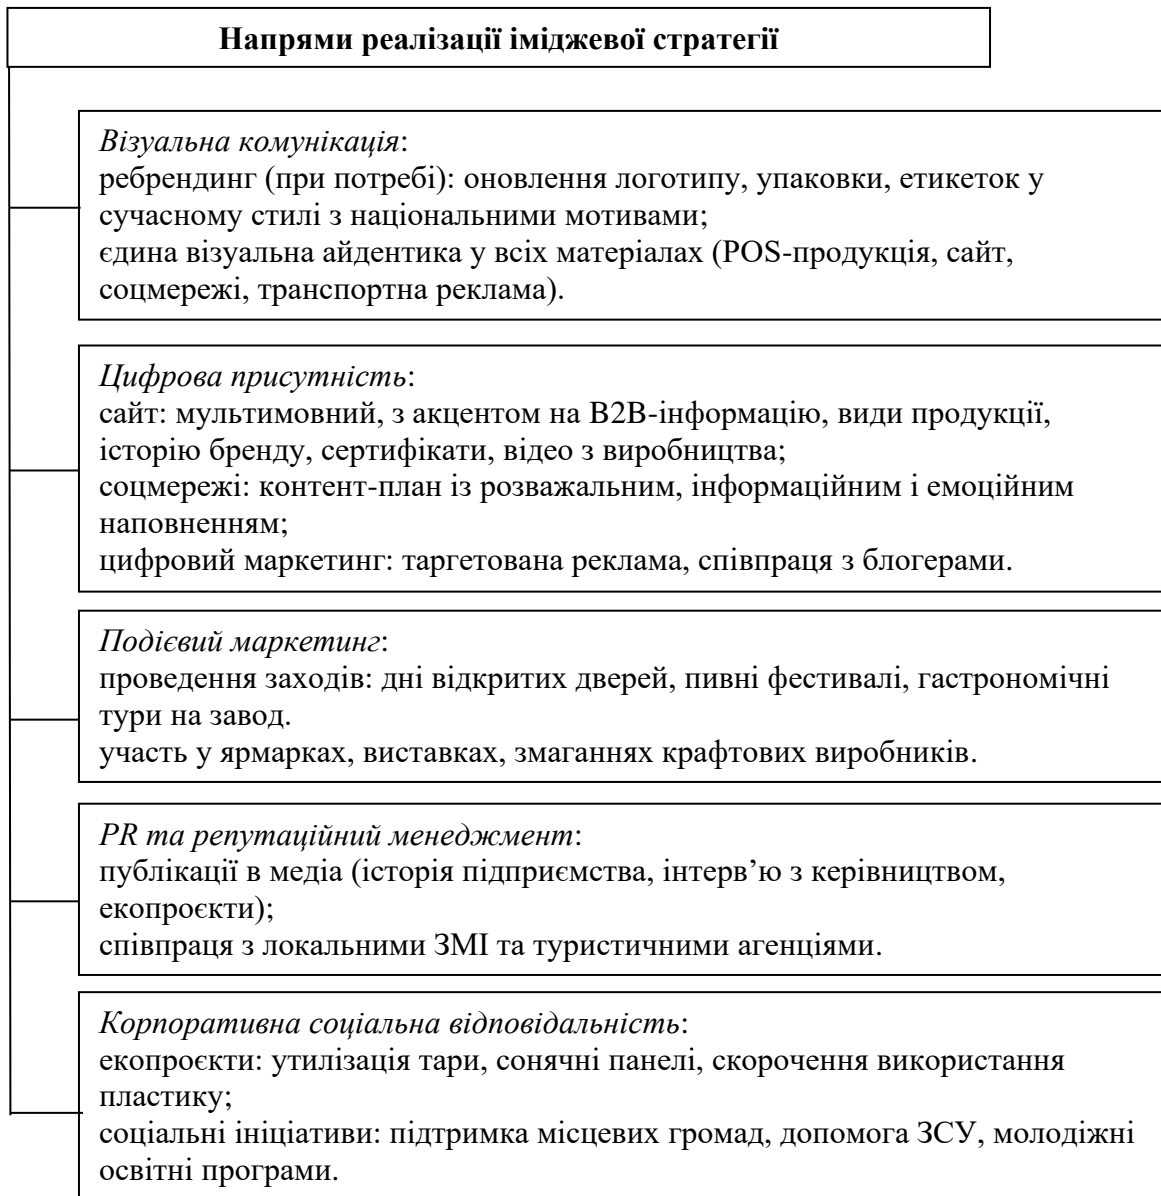 Напрями реалізації іміджевої стратегії
Візуальна комунікація:
ребрендинг (при потребі): оновлення логотипу, упаковки, етикеток у
сучасному стилі з національними мотивами;
єдина візуальна айдентика у всіх матеріалах (POS-продукція, сайт,
соцмережі, транспортна реклама).
Цифрова присутність:
сайт: мультимовний, з акцентом на B2B-інформацію, види продукції,
історію бренду, сертифікати, відео з виробництва;
соцмережі: контент-план із розважальним, інформаційним і емоційним
наповненням;
цифровий маркетинг: таргетована реклама, співпраця з блогерами.
Подієвий маркетинг:
проведення заходів: дні відкритих дверей, пивні фестивалі, гастрономічні
тури на завод.
участь у ярмарках, виставках, змаганнях крафтових виробників.
PR та репутаційний менеджмент:
публікації в медіа (історія підприємства, інтерв’ю з керівництвом,
екопроєкти);
співпраця з локальними ЗМІ та туристичними агенціями.
Корпоративна соціальна відповідальність:
екопроєкти: утилізація тари, сонячні панелі, скорочення використання
пластику;
соціальні ініціативи: підтримка місцевих громад, допомога ЗСУ, молодіжні
освітні програми.